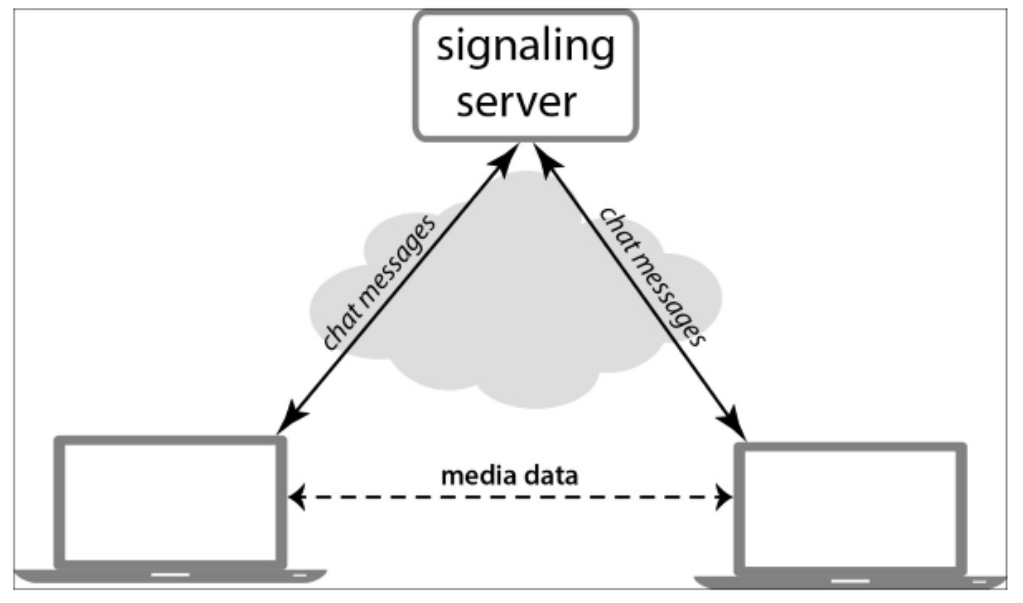 signaling
server
chat messages
chat messages
media data